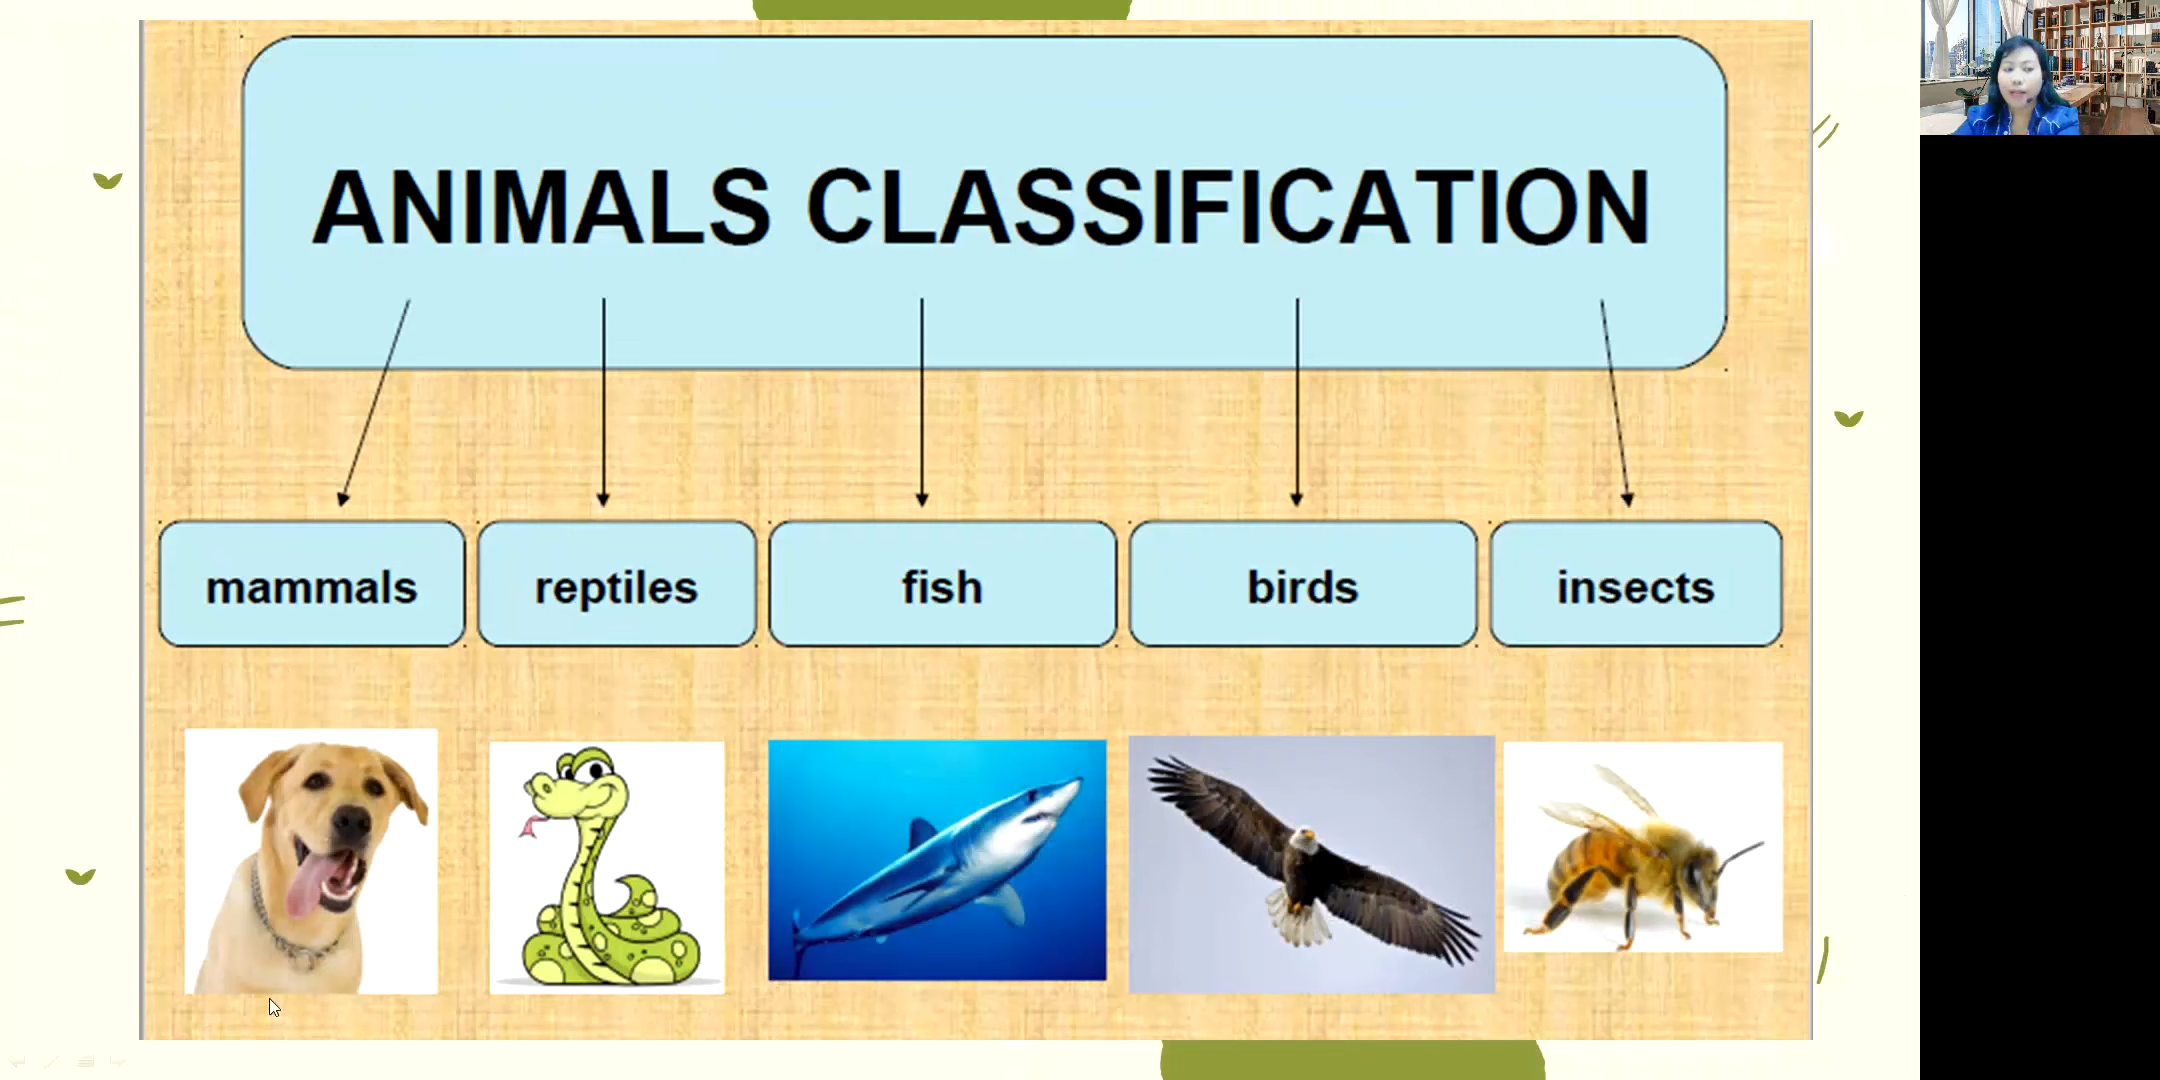 ANIMALS CLASSIFICATION
mammals
reptiles
fish
birds
insects